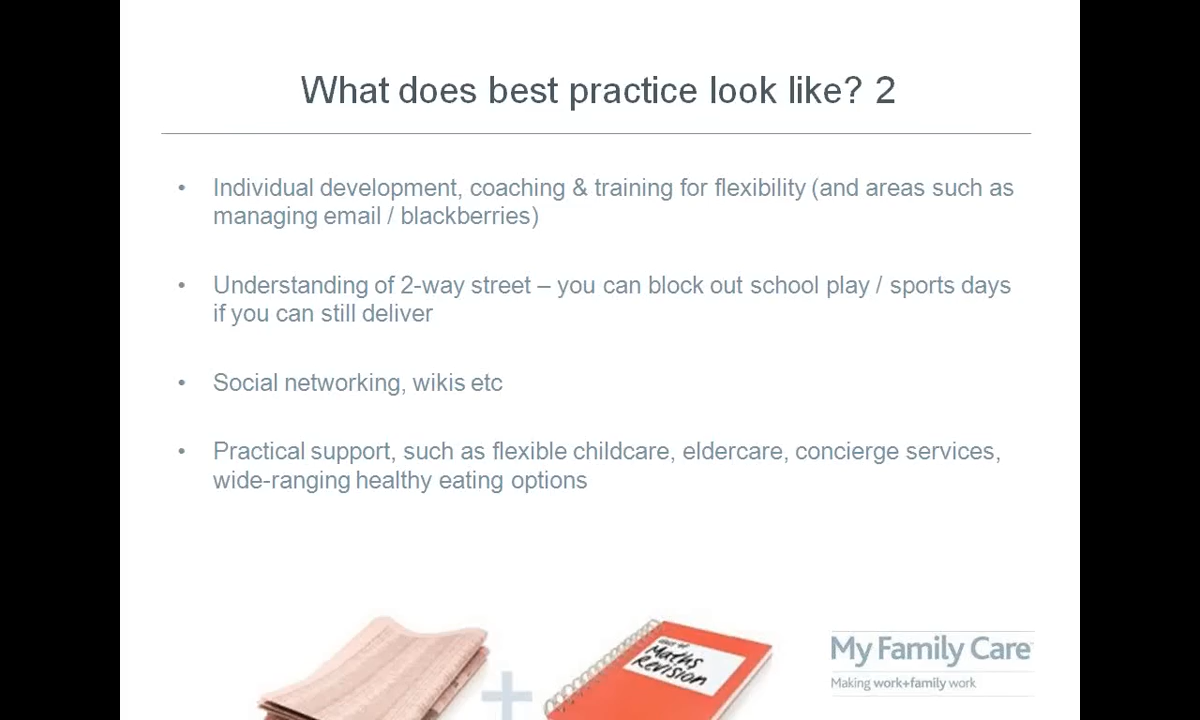 What does best practice look like? 2
• Individual development, coaching & training for flexibility (and areas such as
managing email / blackberries)
• Understanding of 2-way street – you can block out school play / sports days
if you can still deliver
• Social networking, wikis etc
• Practical support, such as flexible childcare, eldercare, concierge services,
wide-ranging healthy eating options
Maths
Revision
My Family Care
Making work+family work